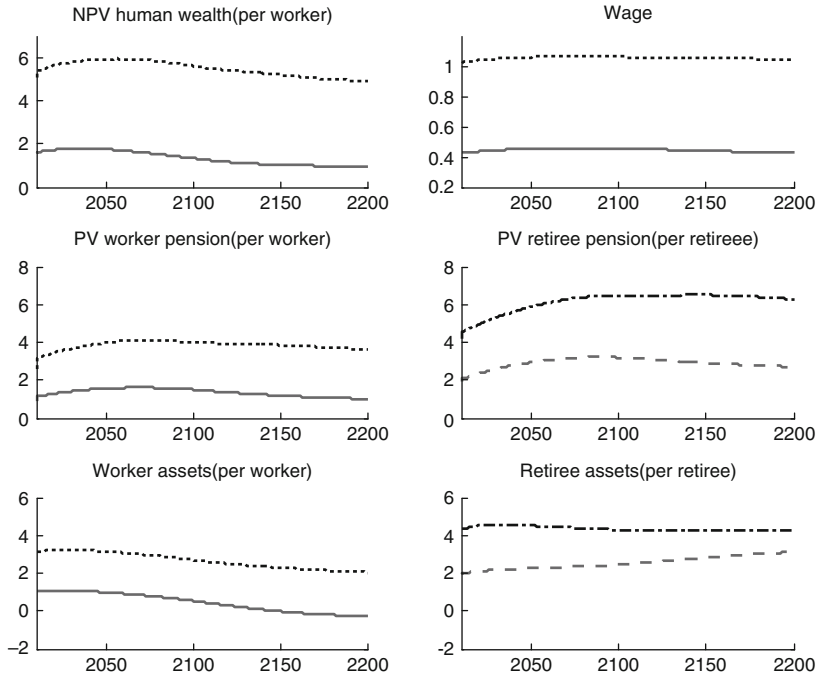 NPV human wealth(per worker)
6
4
2
0
2050 2100 2150 2200
Wage
1
0.8
0.6
0.4
0.2
2050 2100 2150 2200
PV worker pension(per worker)
8
6
4
2
0
2050 2100 2150 2200
PV retiree pension(per retireee)
8
6
4
2
0
2050 2100 2150 2200
Worker assets(per worker)
6
4
2
0
−2
2050 2100 2150 2200
Retiree assets(per retiree)
6
4
2
0
-2
2050 2100 2150 2200